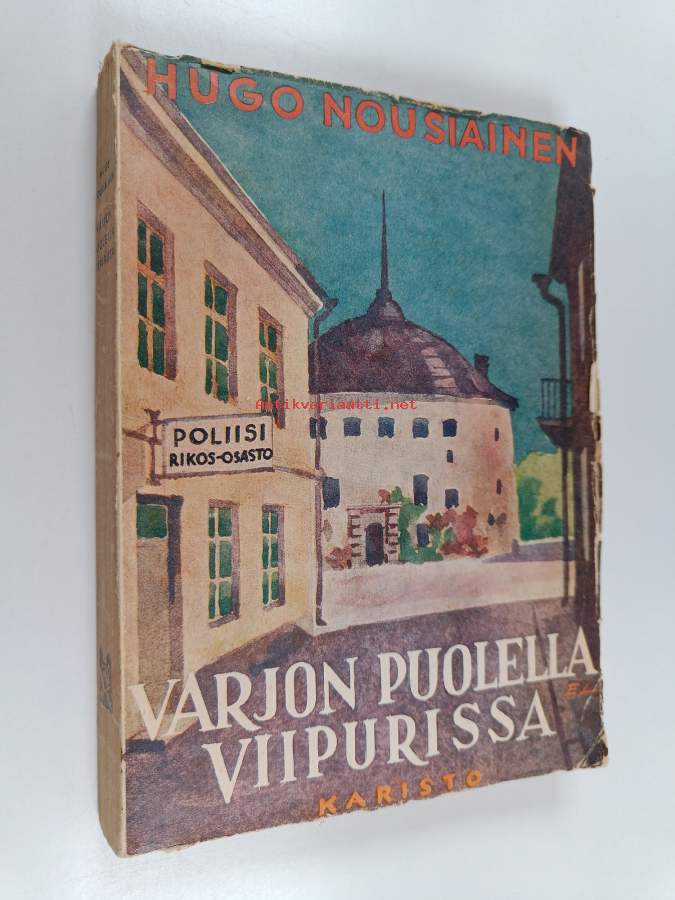 HUGO NOUSIAINEN
Antikvariaatti.net
POLIISI
RIKOS-OSASTO
VARJON PUOLELLA
VIIPURISSA
KARISTO